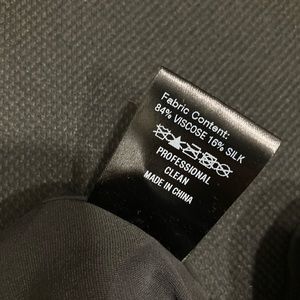 Fabric Content:
84% VISCOSE 16% SILK
PROFESSIONAL
CLEAN
MADE IN CHINA